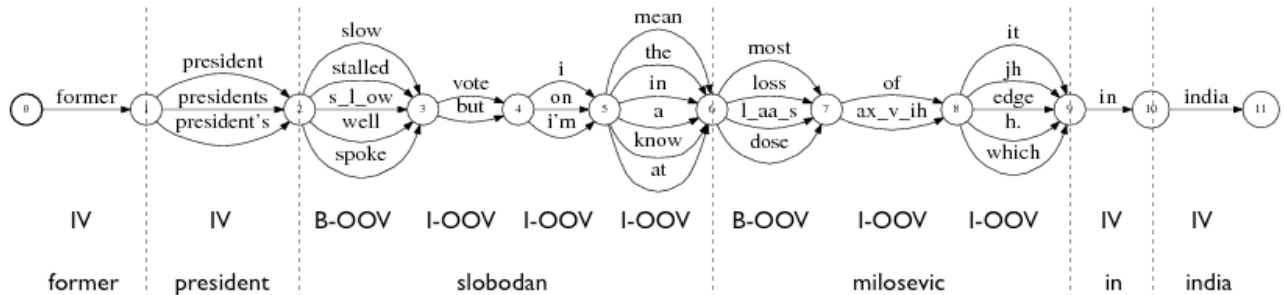 0 former 1 president presidents president's 2 slow stalled s_l_ow well spoke 3 vote but 4 i on i'm 5 mean the in a know at 6 most loss l_aa_s dose 7 of ax_v_ih 8 it jh edge h. which 9 in 10 india 11
IV IV B-OOV I-OOV I-OOV I-OOV B-OOV I-OOV I-OOV IV IV
former president slobodan milosevic in india